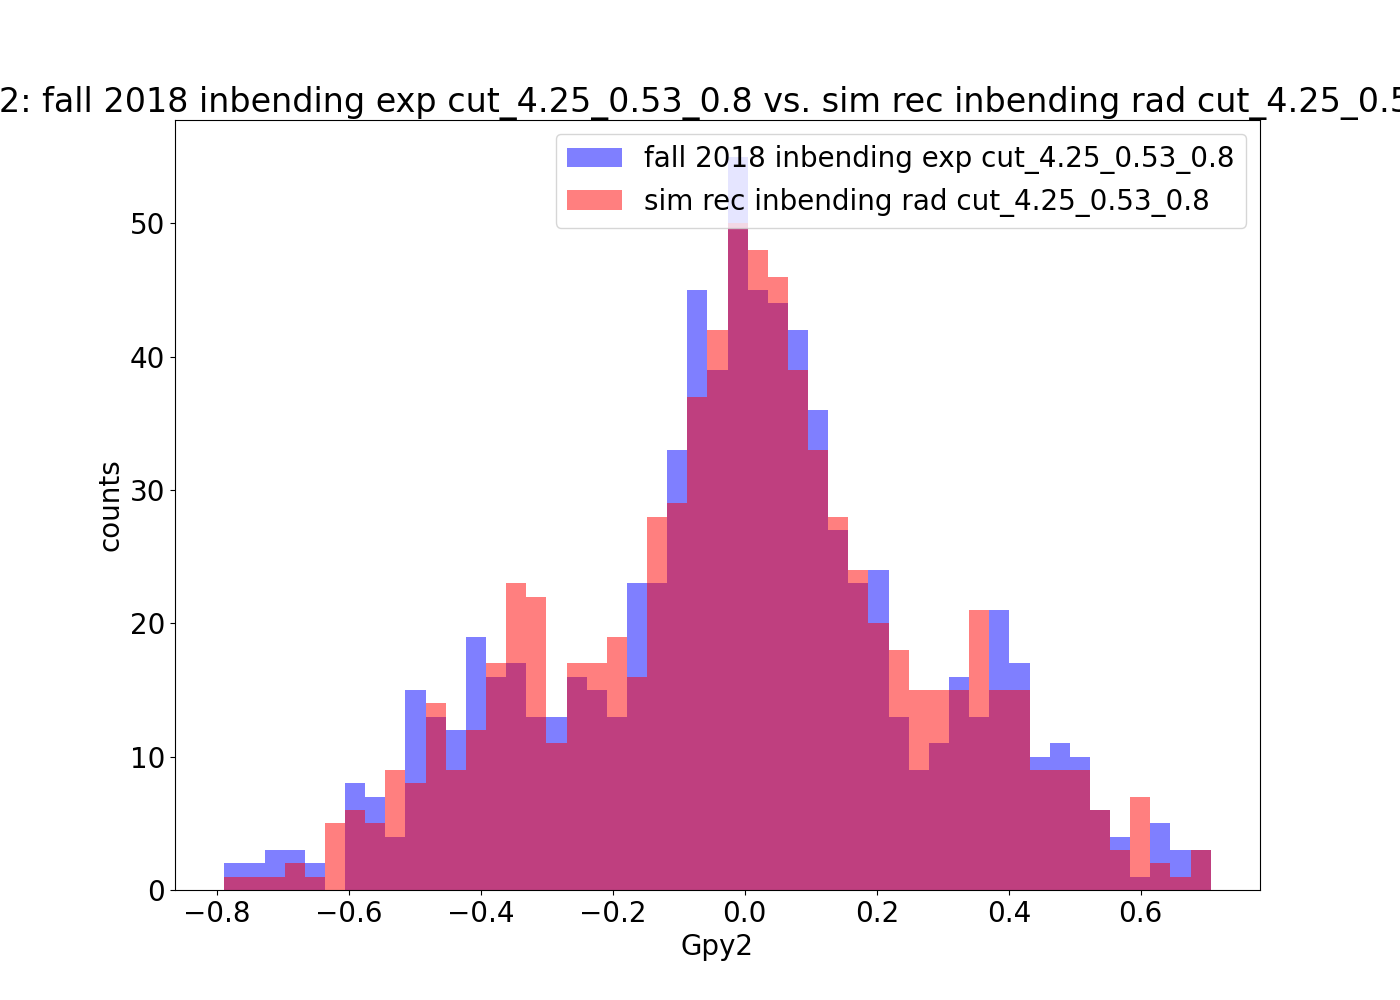 2: fall 2018 inbending exp cut_4.25_0.53_0.8 vs. sim rec inbending rad cut_4.25_0.5
fall 2018 inbending exp cut_4.25_0.53_0.8
sim rec inbending rad cut_4.25_0.53_0.8
50
40
30
20
10
0
counts
−0.8 −0.6 −0.4 −0.2 0.0 0.2 0.4 0.6
Gpy2